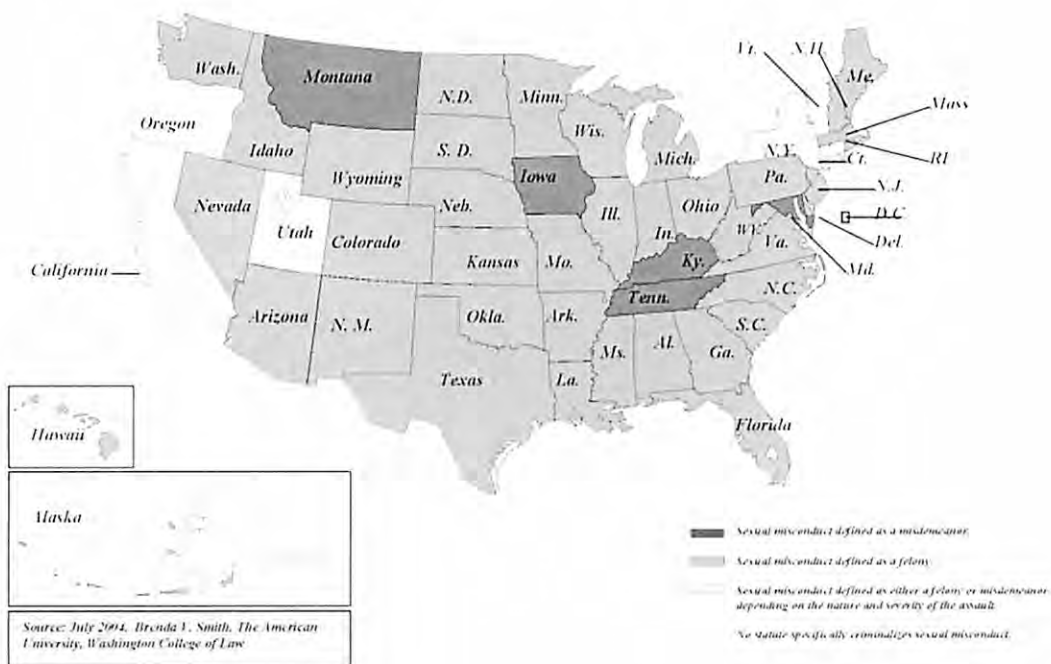 Wash.
Montana
N.D.
Minn.
Vt.
N.H.
Me.
Mass
Oregon
Idaho
S. D.
Wis.
Mich.
N.Y.
Ct.
RI
Wyoming
Iowa
Pa.
N.J.
Nevada
Utah
Colorado
Neb.
Ill.
In.
Ohio
WV.
Va.
D.C
Del.
Md.
California
Kansas
Mo.
Ky.
Arizona
N. M.
Okla.
Ark.
Tenn.
N.C.
S.C.
Texas
La.
Ms.
Al.
Ga.
Florida
Hawaii
Alaska
Sexual misconduct defined as a misdemeanor.
Sexual misconduct defined as a felony.
Sexual misconduct defined as either a felony or misdemeanor
depending on the nature and severity of the assault.
No statute specifically criminalizes sexual misconduct.
Source: July 2004, Brenda V. Smith, The American
University, Washington College of Law